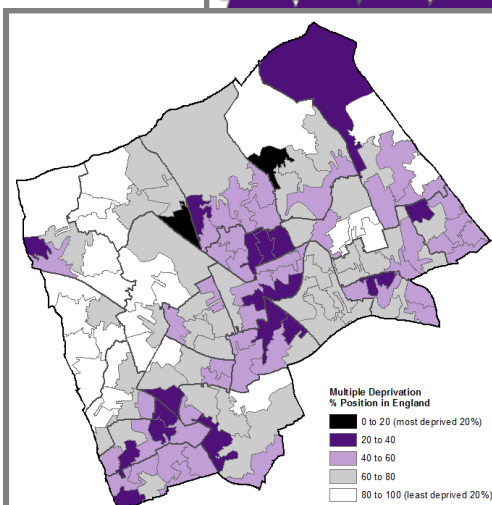 Multiple Deprivation
% Position in England
0 to 20 (most deprived 20%)
20 to 40
40 to 60
60 to 80
80 to 100 (least deprived 20%)